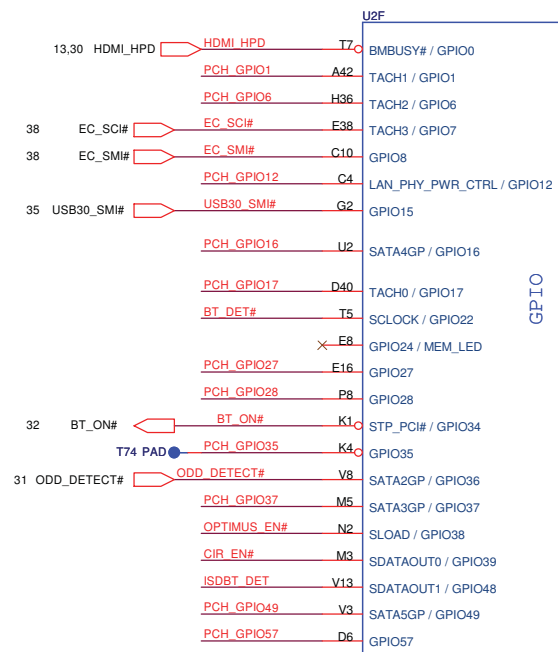 U2F
13,30 HDMI_HPD HDMI_HPD T7 BMBUSY# / GPIO0
PCH_GPIO1 A42 TACH1 / GPIO1
PCH_GPIO6 H36 TACH2 / GPIO6
38 EC_SCI# EC_SCI# E38 TACH3 / GPIO7
38 EC_SMI# EC_SMI# C10 GPIO8
PCH_GPIO12 C4 LAN_PHY_PWR_CTRL / GPIO12
35 USB30_SMI# USB30_SMI# G2 GPIO15
PCH_GPIO16 U2 SATA4GP / GPIO16
PCH_GPIO17 D40 TACH0 / GPIO17
BT_DET# T5 SCLOCK / GPIO22
GPIO
E8 GPIO24 / MEM_LED
PCH_GPIO27 E16 GPIO27
PCH_GPIO28 P8 GPIO28
32 BT_ON# BT_ON# K1 STP_PCI# / GPIO34
T74 PAD PCH_GPIO35 K4 GPIO35
31 ODD_DETECT# ODD_DETECT# V8 SATA2GP / GPIO36
PCH_GPIO37 M5 SATA3GP / GPIO37
OPTIMUS_EN# N2 SLOAD / GPIO38
CIR_EN# M3 SDATAOUT0 / GPIO39
ISDBT_DET V13 SDATAOUT1 / GPIO48
PCH_GPIO49 V3 SATA5GP / GPIO49
PCH_GPIO57 D6 GPIO57